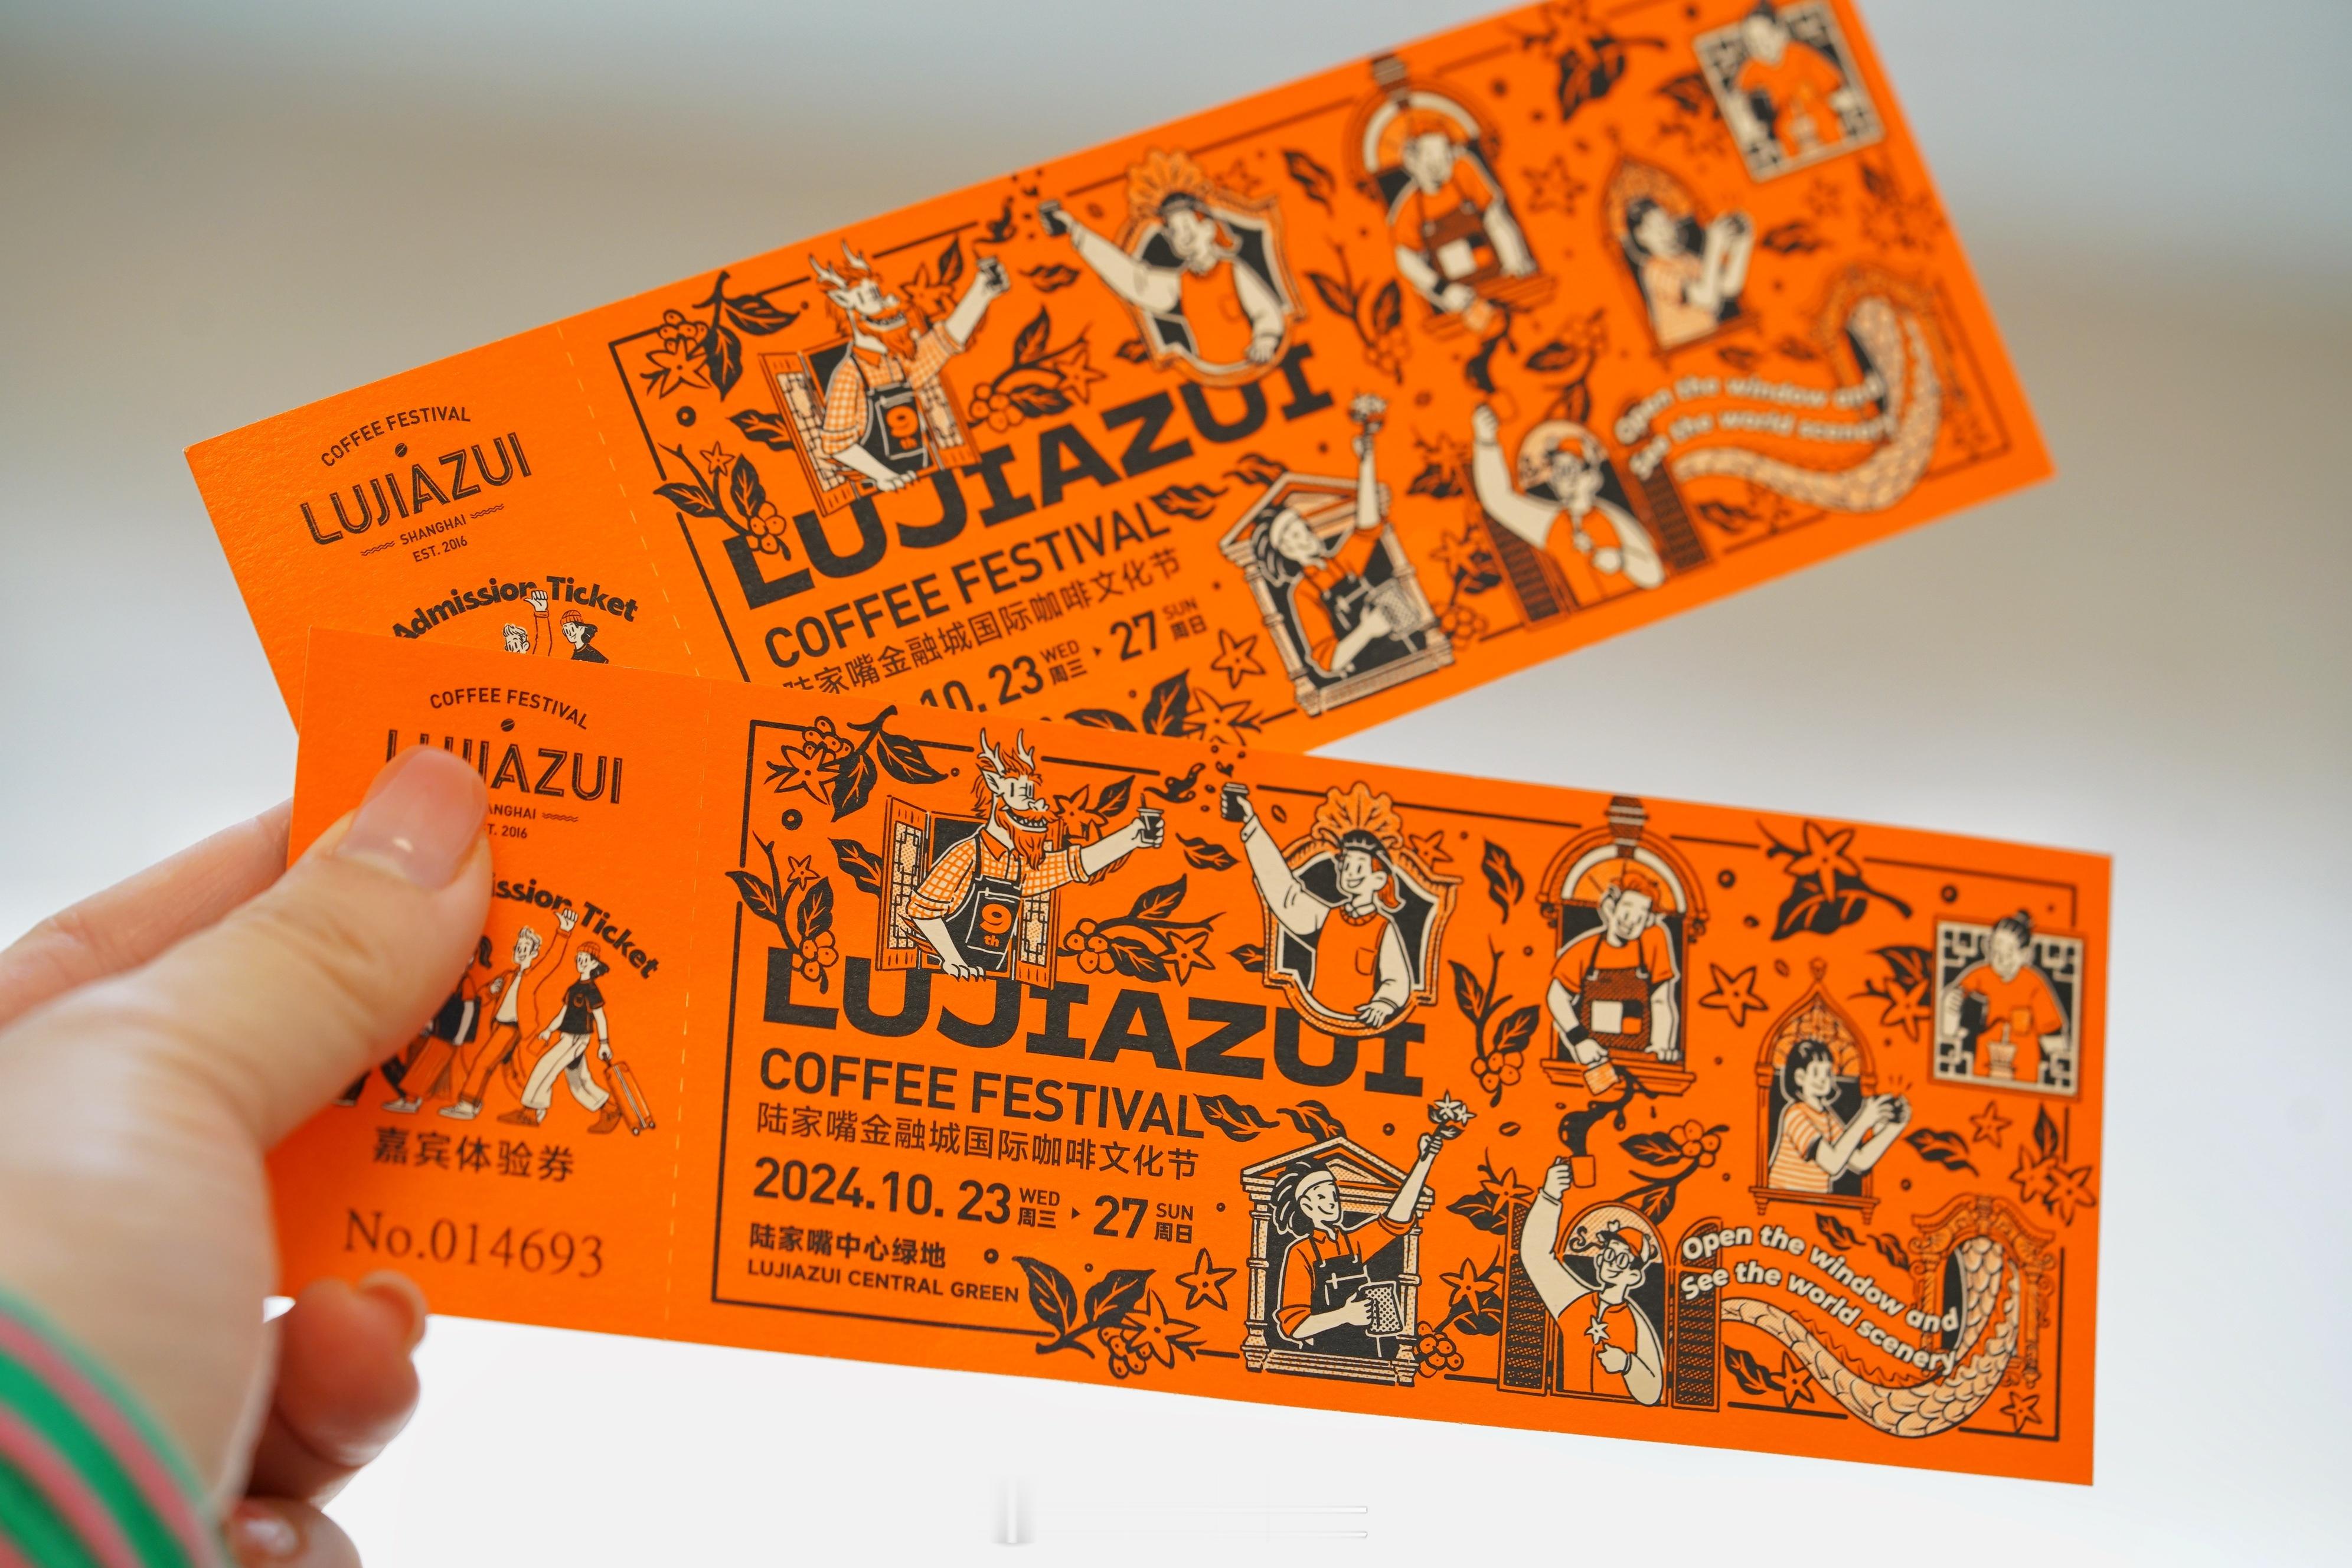 COFFEE FESTIVAL
LUJIAZUI
SHANGHAI
EST. 2016
Admission Ticket
9th
LUJIAZUI
COFFEE FESTIVAL
陆家嘴金融城国际咖啡文化节
10. 23 WED 周三 ▸ 27 SUN 周日
Open the window and
See the world scenery
COFFEE FESTIVAL
LUJIAZUI
ANGHAI
T. 2016
ission Ticket
嘉宾体验券
No.014693
9th
LUJIAZUI
COFFEE FESTIVAL
陆家嘴金融城国际咖啡文化节
2024.10. 23 WED 周三 ▸ 27 SUN 周日
陆家嘴中心绿地
LUJIAZUI CENTRAL GREEN
Open the window and
See the world scenery